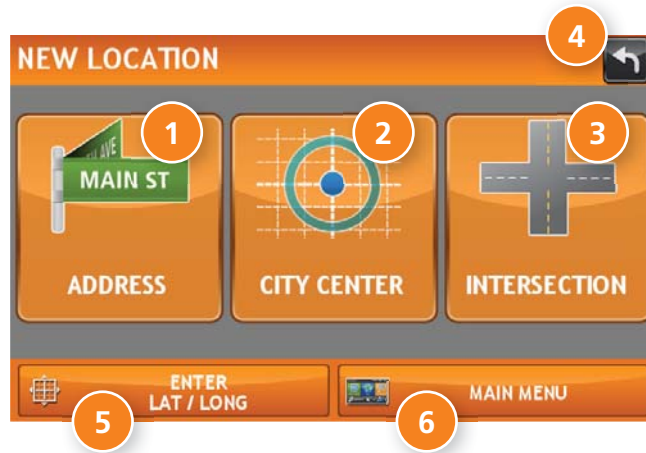 4
NEW LOCATION
1
2
3
AVE
MAIN ST
ADDRESS
CITY CENTER
INTERSECTION
ENTER
LAT / LONG
MAIN MENU
5
6